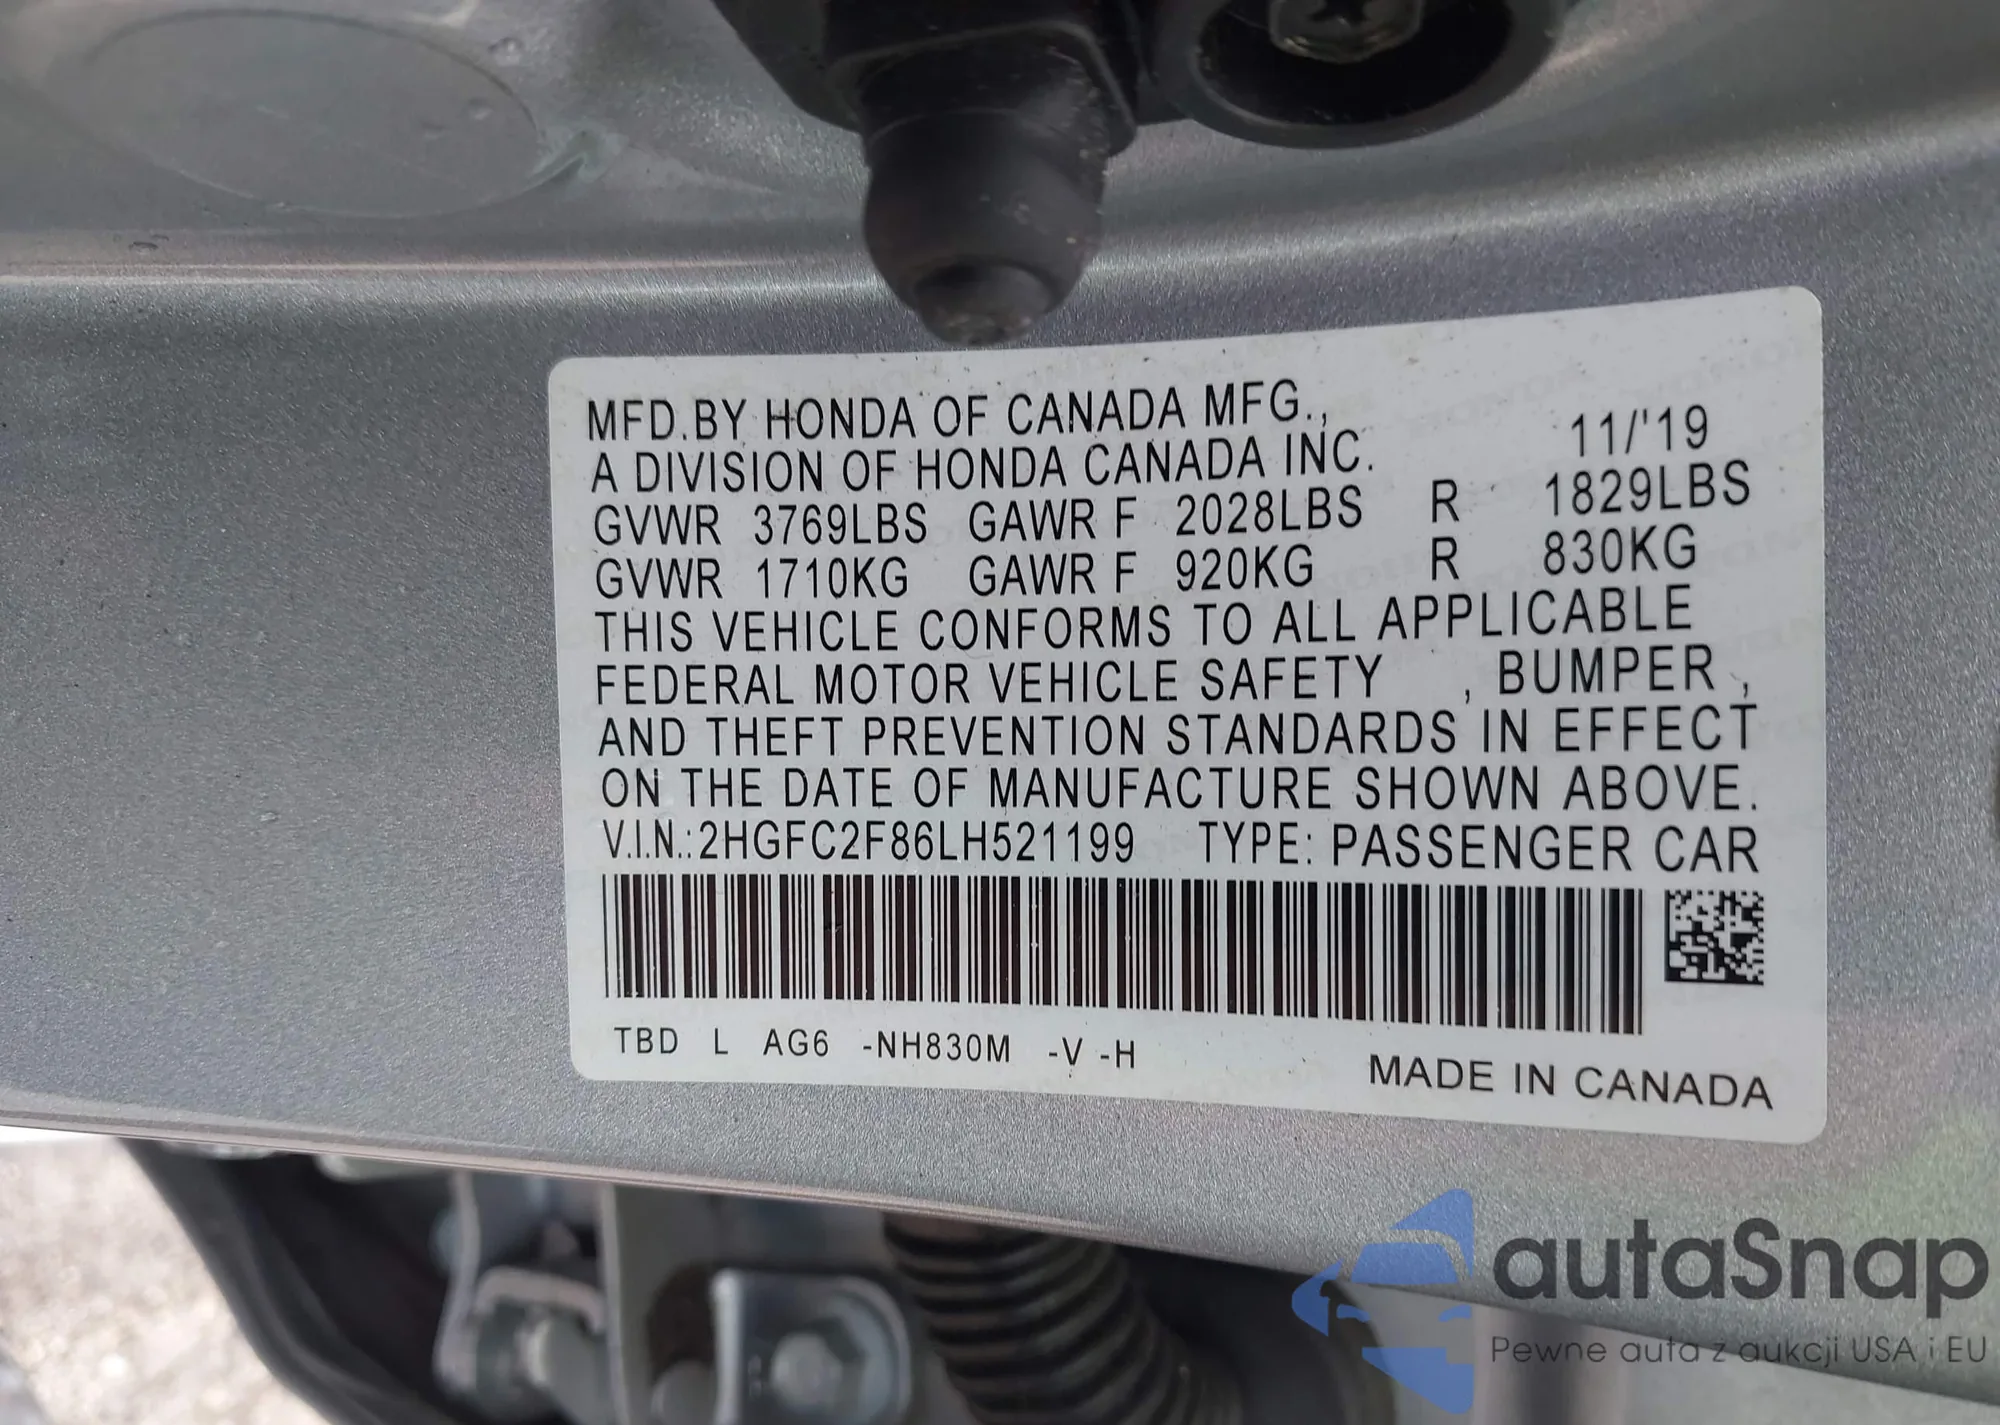 MFD.BY HONDA OF CANADA MFG.,
A DIVISION OF HONDA CANADA INC. 11/'19
GVWR 3769LBS GAWR F 2028LBS R 1829LBS
GVWR 1710KG GAWR F 920KG R 830KG
THIS VEHICLE CONFORMS TO ALL APPLICABLE
FEDERAL MOTOR VEHICLE SAFETY , BUMPER ,
AND THEFT PREVENTION STANDARDS IN EFFECT
ON THE DATE OF MANUFACTURE SHOWN ABOVE.
V.I.N.:2HGFC2F86LH521199 TYPE: PASSENGER CAR
TBD L AG6 -NH830M -V -H
MADE IN CANADA
autaSnap
Pewne auta z aukcji USA i EU